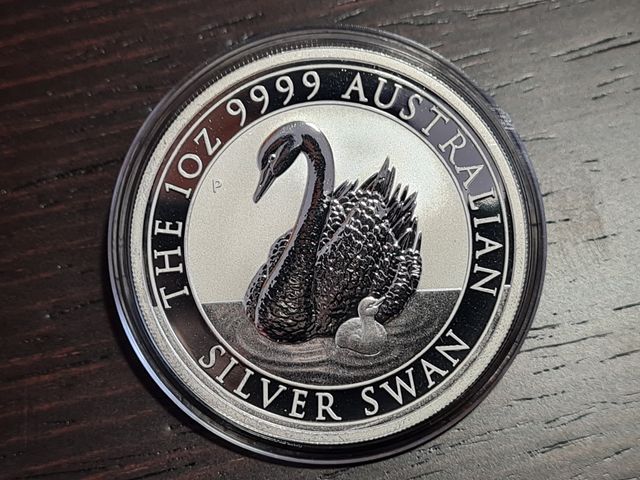 THE 1OZ 9999 AUSTRALIAN
SILVER SWAN
P